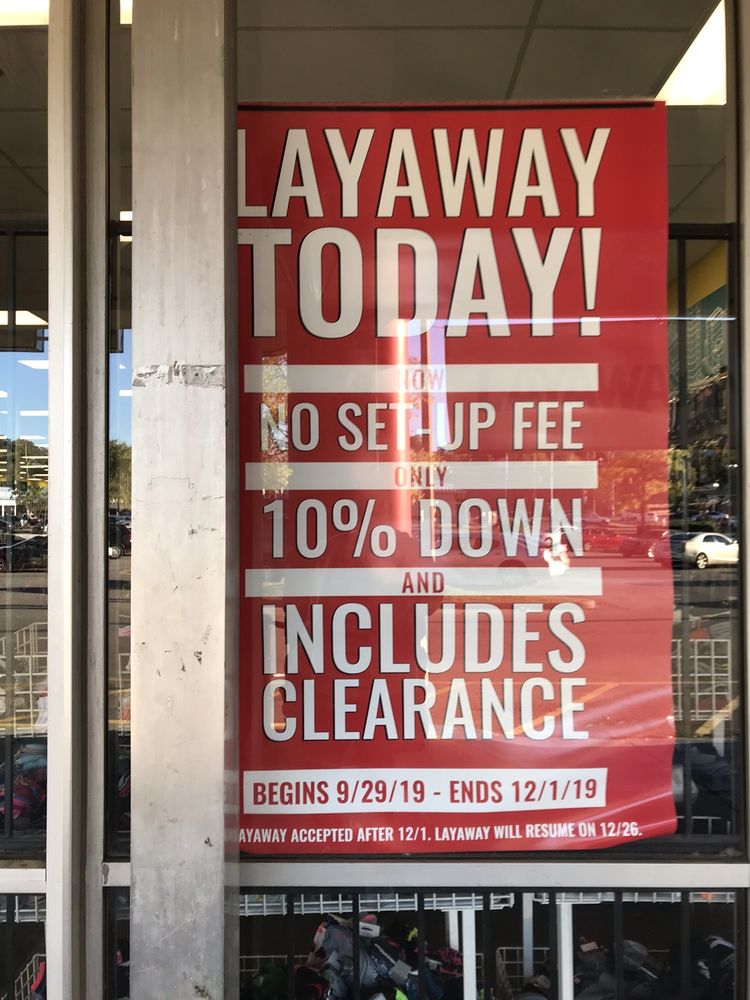 LAYAWAY
TODAY!
NOW
NO SET-UP FEE
ONLY
10% DOWN
AND
INCLUDES
CLEARANCE
BEGINS 9/29/19 - ENDS 12/1/19
AYAWAY ACCEPTED AFTER 12/1. LAYAWAY WILL RESUME ON 12/26.